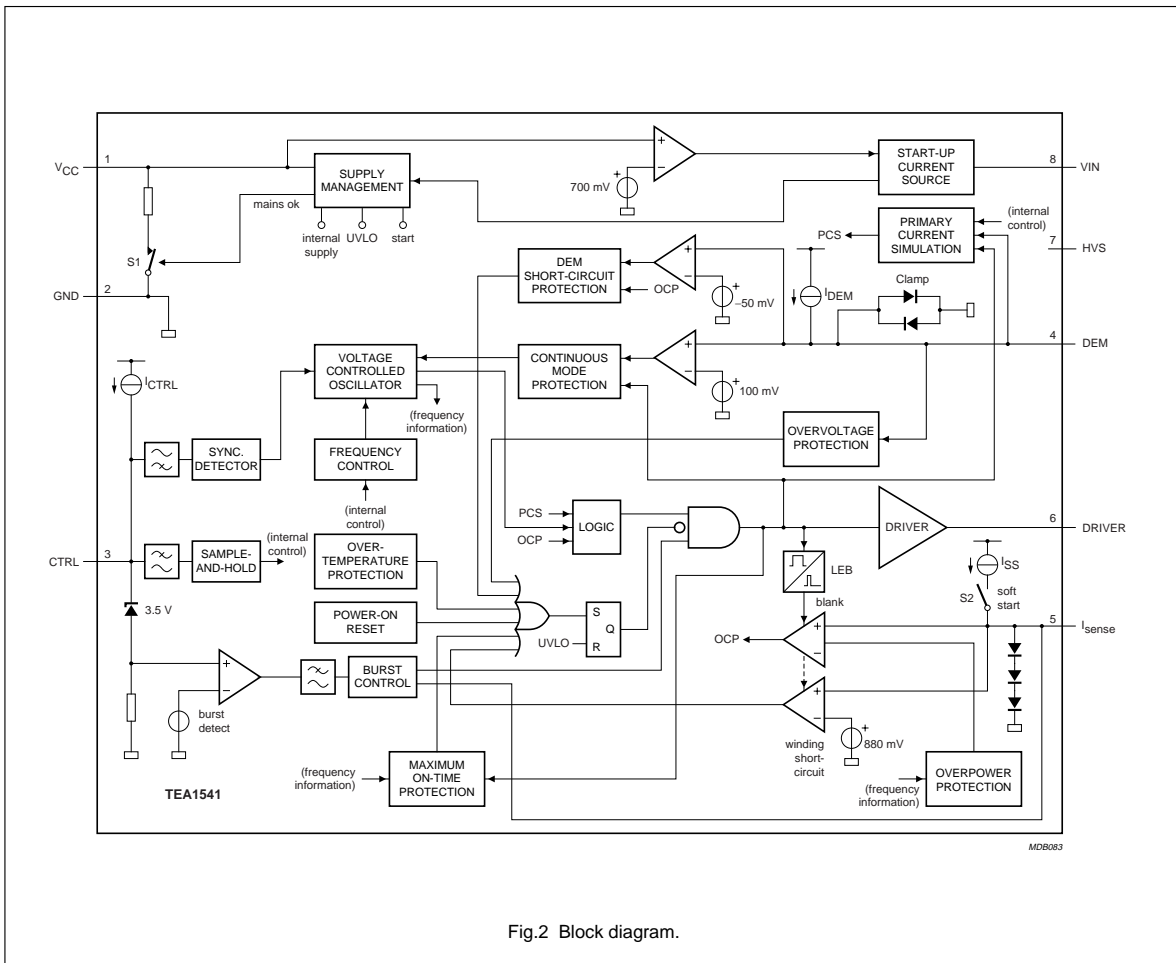 VCC
1
mains ok
S1
GND
2
SUPPLY
MANAGEMENT
internal
supply
UVLO
start
700 mV
+
−
+
START-UP
CURRENT
SOURCE
8
VIN
PRIMARY
CURRENT
SIMULATION
(internal
control)
PCS
7
HVS
DEM
SHORT-CIRCUIT
PROTECTION
OCP
+
−
+
−50 mV
IDEM
Clamp
4
DEM
ICTRL
VOLTAGE
CONTROLLED
OSCILLATOR
(frequency
information)
CONTINUOUS
MODE
PROTECTION
+
−
+
100 mV
OVERVOLTAGE
PROTECTION
SYNC.
DETECTOR
FREQUENCY
CONTROL
(internal
control)
CTRL
3
SAMPLE-
AND-HOLD
(internal
control)
OVER-
TEMPERATURE
PROTECTION
POWER-ON
RESET
PCS
OCP
LOGIC
UVLO
S
Q
R
DRIVER
6
DRIVER
LEB
blank
ISS
soft
start
S2
5
Isense
OCP
+
−
+
−
+
880 mV
winding
short-
circuit
3.5 V
+
−
burst
detect
BURST
CONTROL
(frequency
information)
MAXIMUM
ON-TIME
PROTECTION
(frequency
information)
OVERPOWER
PROTECTION
TEA1541
MDB083
Fig.2 Block diagram.